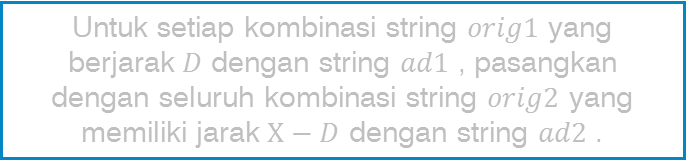 Untuk setiap kombinasi string orig1 yang
berjarak D dengan string ad1 , pasangkan
dengan seluruh kombinasi string orig2 yang
memiliki jarak X − D dengan string ad2 .